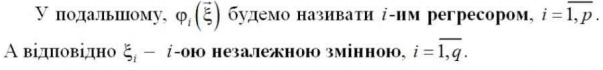 У подальшому, φᵢ(ξ⃗) будемо називати i-им регресором, i = 1,p̅.
А відповідно ξᵢ – i-ою незалежною змінною, i = 1,q̅.